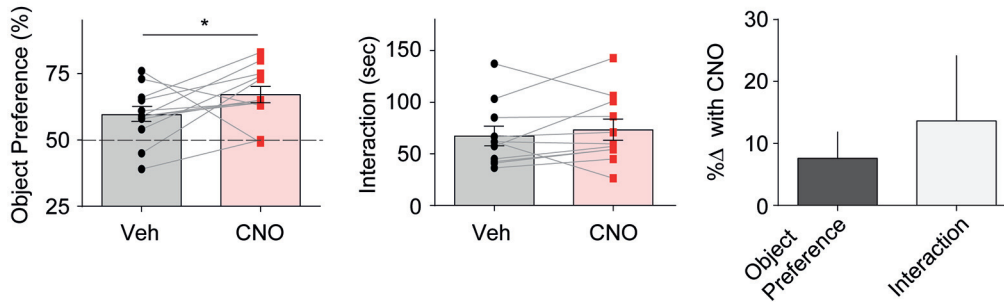 Object Preference (%)
75
50
25
*
Veh
CNO
Interaction (sec)
150
100
50
0
Veh
CNO
%Δ with CNO
30
20
10
0
Object
Preference
Interaction